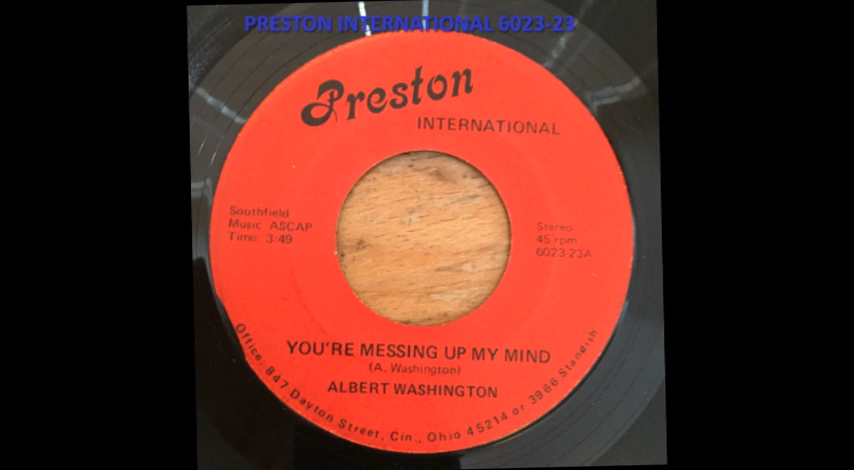 PRESTON INTERNATIONAL 6023-23
Preston
INTERNATIONAL
Southfield
Music ASCAP
Time: 3:49
Stereo
45 rpm
6023-23A
YOU'RE MESSING UP MY MIND
(A. Washington)
ALBERT WASHINGTON
Office: 847 Dayton Street, Cin., Ohio 45214 or 3966 Standish